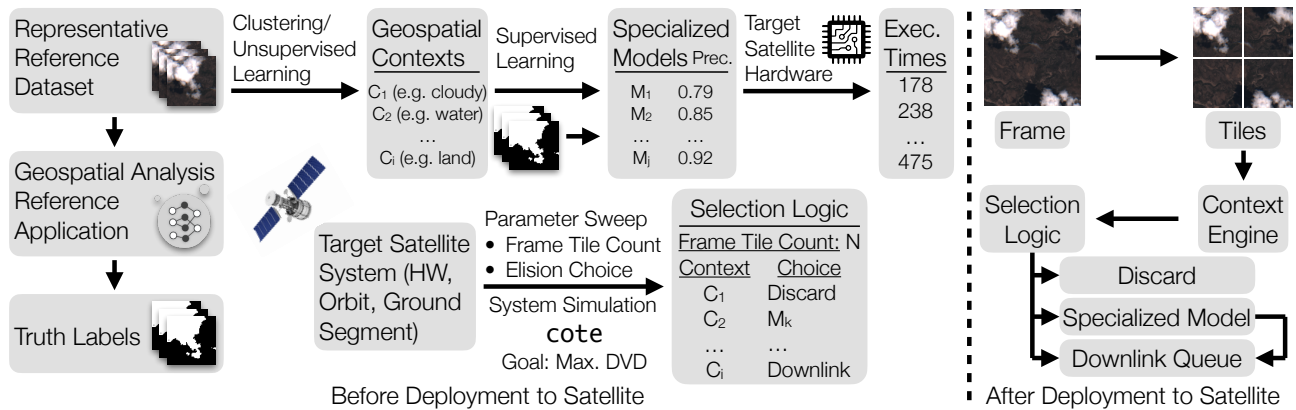 Representative
Reference
Dataset
Clustering/
Unsupervised
Learning
Geospatial
Contexts
C₁ (e.g. cloudy)
C₂ (e.g. water)
...
Cᵢ (e.g. land)
Supervised
Learning
Specialized
Models Prec.
M₁ 0.79
M₂ 0.85
... ...
Mⱼ 0.92
Target
Satellite
Hardware
Exec.
Times
178
238
...
475
Geospatial Analysis
Reference
Application
Truth Labels
Target Satellite
System (HW,
Orbit, Ground
Segment)
Parameter Sweep
• Frame Tile Count
• Elision Choice
System Simulation
cote
Goal: Max. DVD
Selection Logic
Frame Tile Count: N
Context Choice
C₁ Discard
C₂ Mₖ
... ...
Cᵢ Downlink
Before Deployment to Satellite
Frame
Tiles
Selection
Logic
Context
Engine
Discard
Specialized Model
Downlink Queue
After Deployment to Satellite